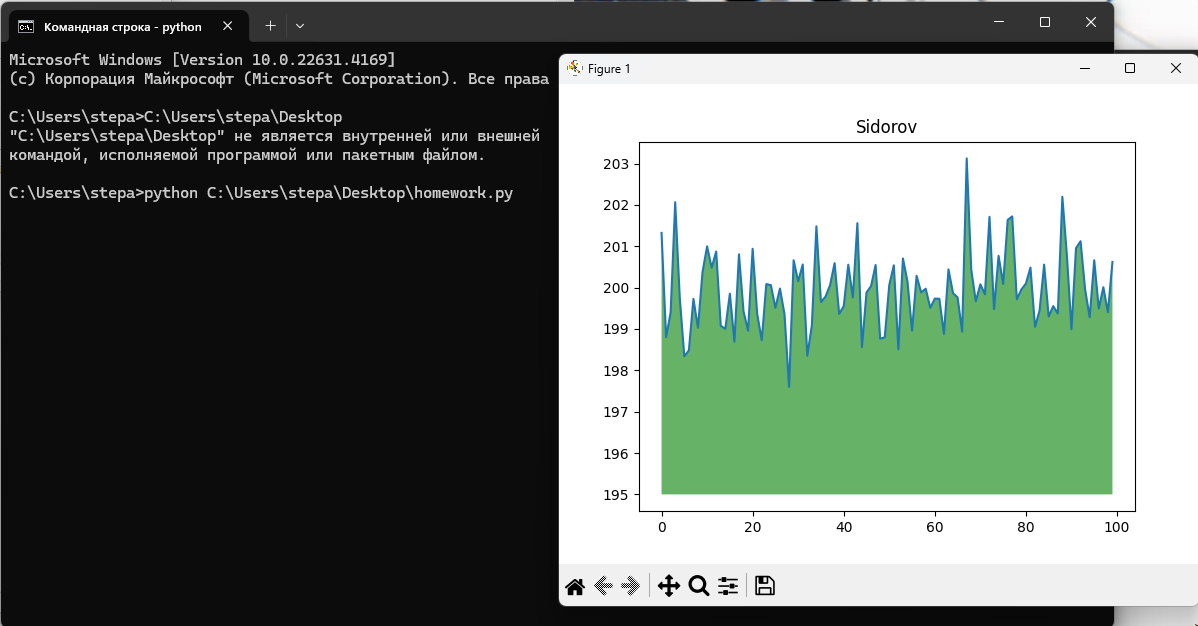 Командная строка - python
Microsoft Windows [Version 10.0.22631.4169]
(c) Корпорация Майкрософт (Microsoft Corporation). Все права
C:\Users\stepa>C:\Users\stepa\Desktop
"C:\Users\stepa\Desktop" не является внутренней или внешней
командой, исполняемой программой или пакетным файлом.
C:\Users\stepa>python C:\Users\stepa\Desktop\homework.py
Figure 1
Sidorov
203
202
201
200
199
198
197
196
195
0 20 40 60 80 100